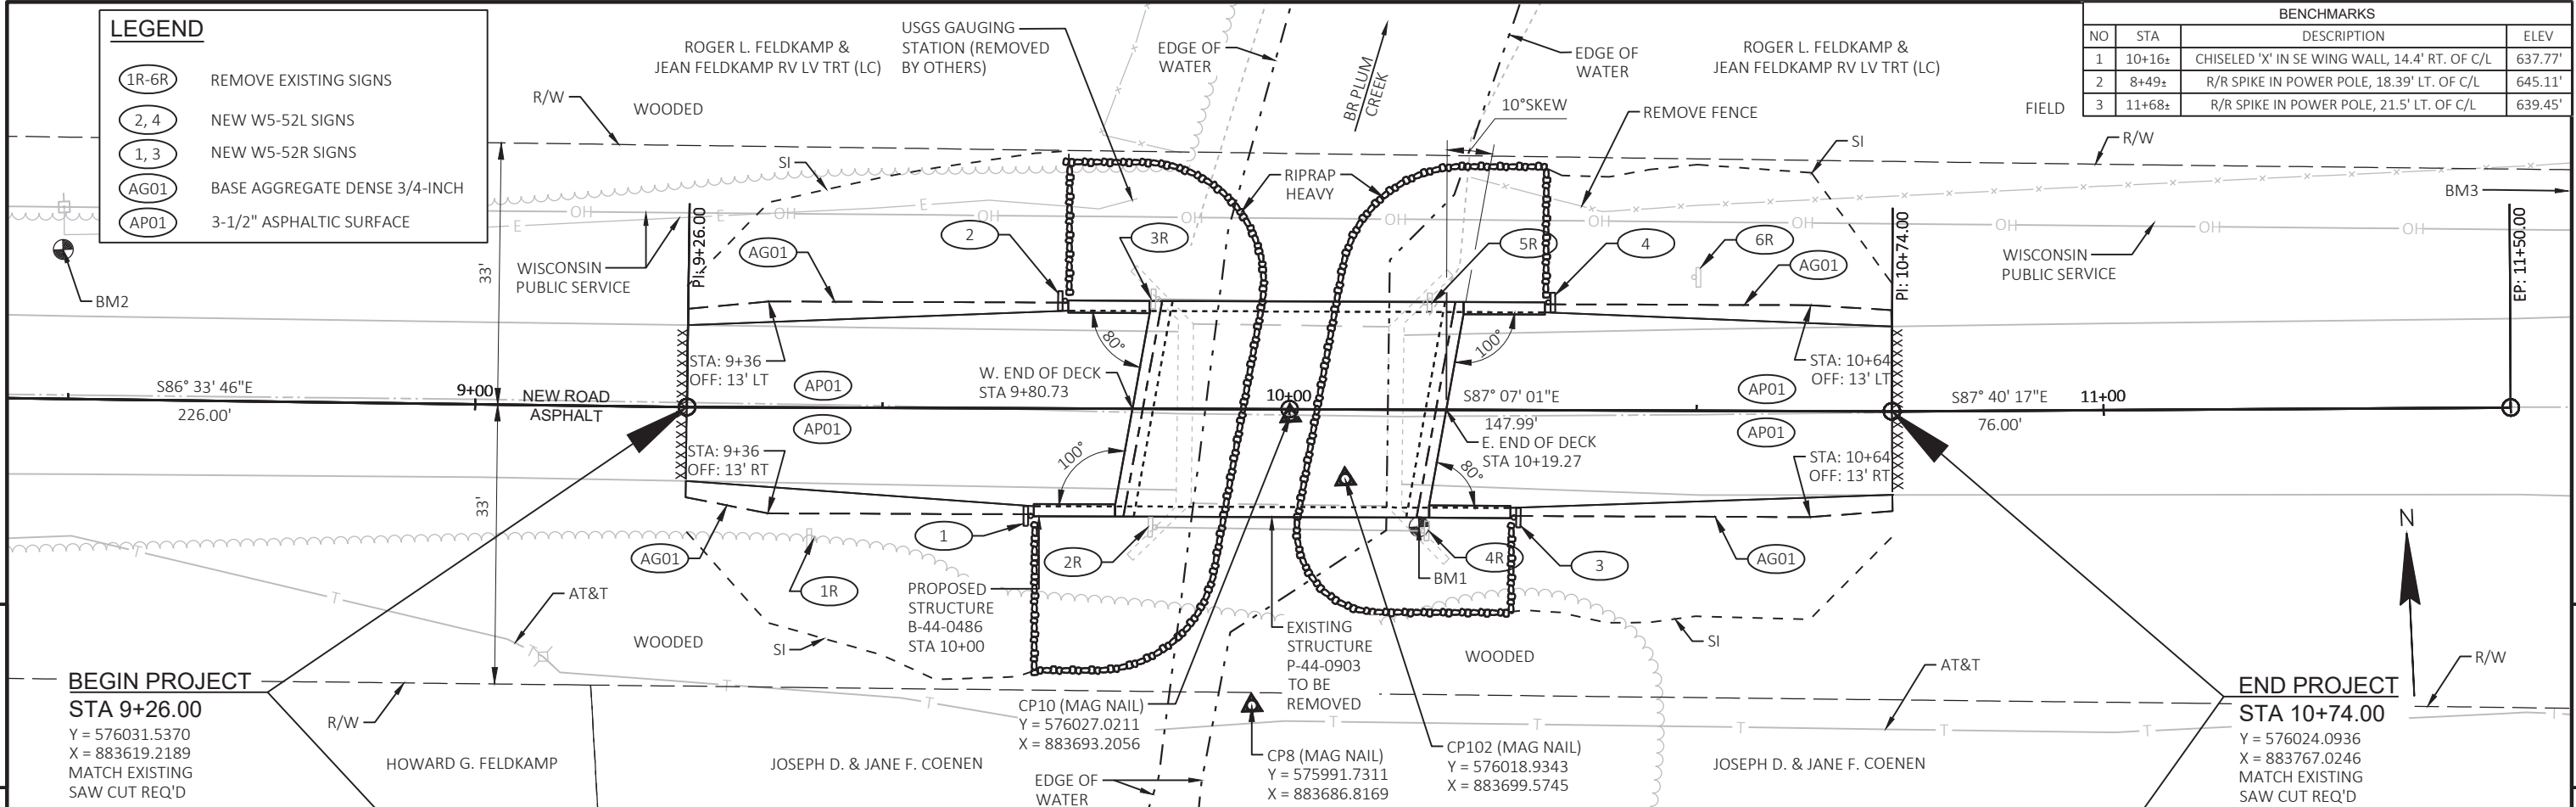 LEGEND
1R-6R REMOVE EXISTING SIGNS
2, 4 NEW W5-52L SIGNS
1, 3 NEW W5-52R SIGNS
AG01 BASE AGGREGATE DENSE 3/4-INCH
AP01 3-1/2" ASPHALTIC SURFACE
ROGER L. FELDKAMP &
JEAN FELDKAMP RV LV TRT (LC)
USGS GAUGING
STATION (REMOVED
BY OTHERS)
EDGE OF
WATER
BR PLUM
CREEK
EDGE OF
WATER
ROGER L. FELDKAMP &
JEAN FELDKAMP RV LV TRT (LC)
BENCHMARKS
NO STA DESCRIPTION ELEV
1 10+16± CHISELED 'X' IN SE WING WALL, 14.4' RT. OF C/L 637.77'
2 8+49± R/R SPIKE IN POWER POLE, 18.39' LT. OF C/L 645.11'
3 11+68± R/R SPIKE IN POWER POLE, 21.5' LT. OF C/L 639.45'
R/W
WOODED
10°SKEW
REMOVE FENCE
FIELD
SI
R/W
SI
RIPRAP
HEAVY
BM3
OH
E
OH
E
OH
OH
OH
OH
OH
OH
OH
OH
BM2
33'
WISCONSIN
PUBLIC SERVICE
PI: 9+26.00
AG01
2
3R
5R
4
6R
AG01
PI: 10+74.00
WISCONSIN
PUBLIC SERVICE
EP: 11+50.00
80°
100°
STA: 9+36
OFF: 13' LT
AP01
W. END OF DECK
STA 9+80.73
STA: 10+64
OFF: 13' LT
AP01
S86° 33' 46"E
226.00'
9+00
NEW ROAD
ASPHALT
10+00
S87° 07' 01"E
147.99'
S87° 40' 17"E
76.00'
11+00
AP01
AP01
E. END OF DECK
STA 10+19.27
STA: 9+36
OFF: 13' RT
100°
80°
STA: 10+64
OFF: 13' RT
33'
1
2R
4R
3
BM1
AG01
1R
AG01
N
T
T
AT&T
WOODED
SI
PROPOSED
STRUCTURE
B-44-0486
STA 10+00
EXISTING
STRUCTURE
P-44-0903
TO BE
REMOVED
WOODED
SI
AT&T
R/W
T
T
T
T
T
T
T
T
T
BEGIN PROJECT
STA 9+26.00
Y = 576031.5370
X = 883619.2189
MATCH EXISTING
SAW CUT REQ'D
R/W
HOWARD G. FELDKAMP
JOSEPH D. & JANE F. COENEN
CP10 (MAG NAIL)
Y = 576027.0211
X = 883693.2056
EDGE OF
WATER
CP8 (MAG NAIL)
Y = 575991.7311
X = 883686.8169
CP102 (MAG NAIL)
Y = 576018.9343
X = 883699.5745
JOSEPH D. & JANE F. COENEN
END PROJECT
STA 10+74.00
Y = 576024.0936
X = 883767.0246
MATCH EXISTING
SAW CUT REQ'D